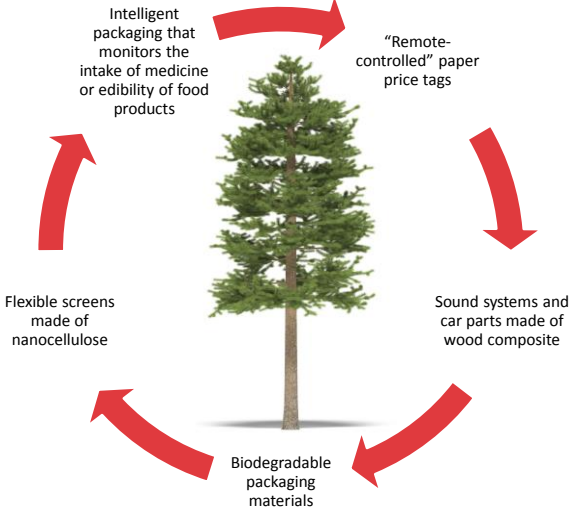 Intelligent
packaging that
monitors the
intake of medicine
or edibility of food
products
“Remote-
controlled” paper
price tags
Sound systems and
car parts made of
wood composite
Biodegradable
packaging
materials
Flexible screens
made of
nanocellulose